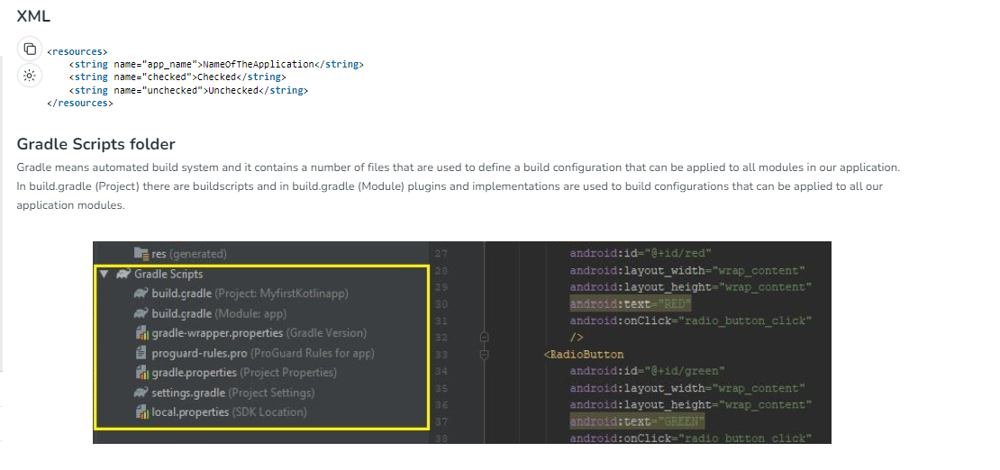 XML
<resources>
<string name="app_name">NameOfTheApplication</string>
<string name="checked">Checked</string>
<string name="unchecked">Unchecked</string>
</resources>
Gradle Scripts folder
Gradle means automated build system and it contains a number of files that are used to define a build configuration that can be applied to all modules in our application.
In build.gradle (Project) there are buildscripts and in build.gradle (Module) plugins and implementations are used to build configurations that can be applied to all our
application modules.
res (generated)
Gradle Scripts
build.gradle (Project: MyfirstKotlinapp)
build.gradle (Module: app)
gradle-wrapper.properties (Gradle Version)
proguard-rules.pro (ProGuard Rules for app)
gradle.properties (Project Properties)
settings.gradle (Project Settings)
local.properties (SDK Location)
27 android:id="@+id/red"
28 android:layout_width="wrap_content"
29 android:layout_height="wrap_content"
30 android:text="RED"
31 android:onClick="radio_button_click"
32 />
33 <RadioButton
34 android:id="@+id/green"
35 android:layout_width="wrap_content"
36 android:layout_height="wrap_content"
37 android:text="GREEN"
38 android:onClick="radio button click"